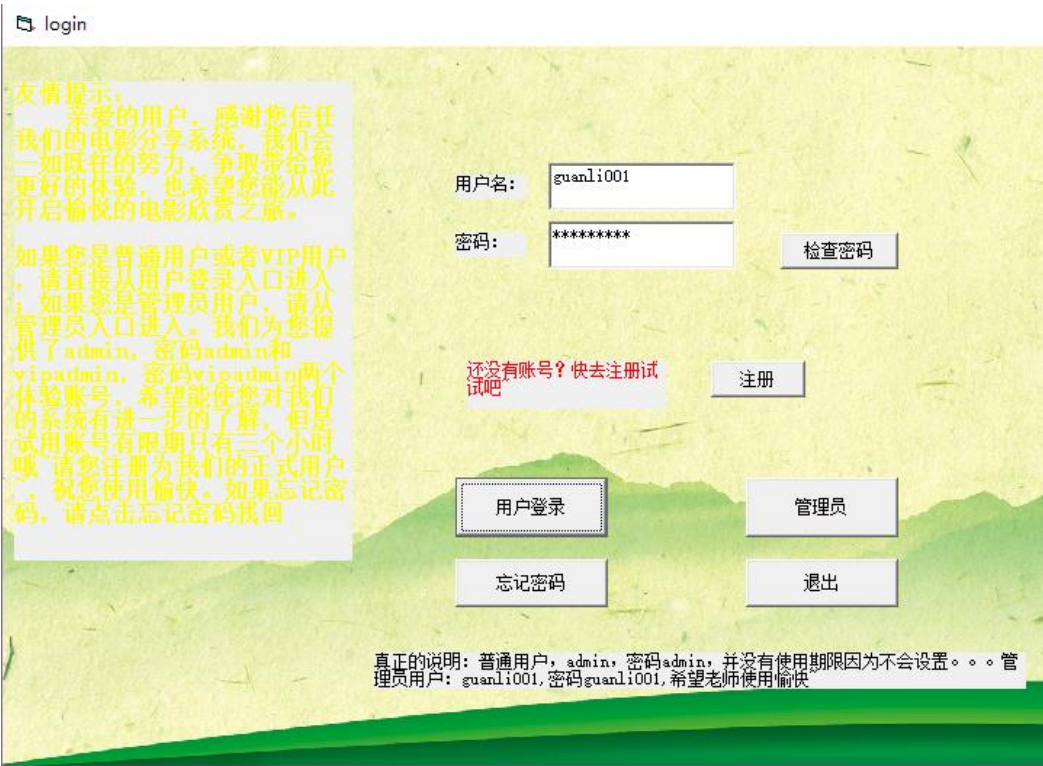 login
友情提示:
亲爱的用户，感谢您信任
我们的电影分享系统，我们会
一如既往的努力，争取带给您
更好的体验，也希望您能从此
开启愉悦的电影欣赏之旅。
如果您是普通用户或者VIP用户
，请直接从用户登录入口进入
；如果您是管理员用户，请从
管理员入口进入。我们为您提
供了admin，密码admin和
vipadmin，密码vipadmin两个
体验账号，希望能使您对我们
的系统有进一步的了解，但是
试用账号有限期只有三个小时
哦~请您注册为我们的正式用户
~，祝您使用愉快。如果忘记密
码，请点击忘记密码找回
用户名：
guanli001
密码：
*********
检查密码
还没有账号？快去注册试
试吧~
注册
用户登录
管理员
忘记密码
退出
真正的说明：普通用户，admin，密码admin，并没有使用期限因为不会设置。。。管
理员用户：guanli001,密码guanli001,希望老师使用愉快~